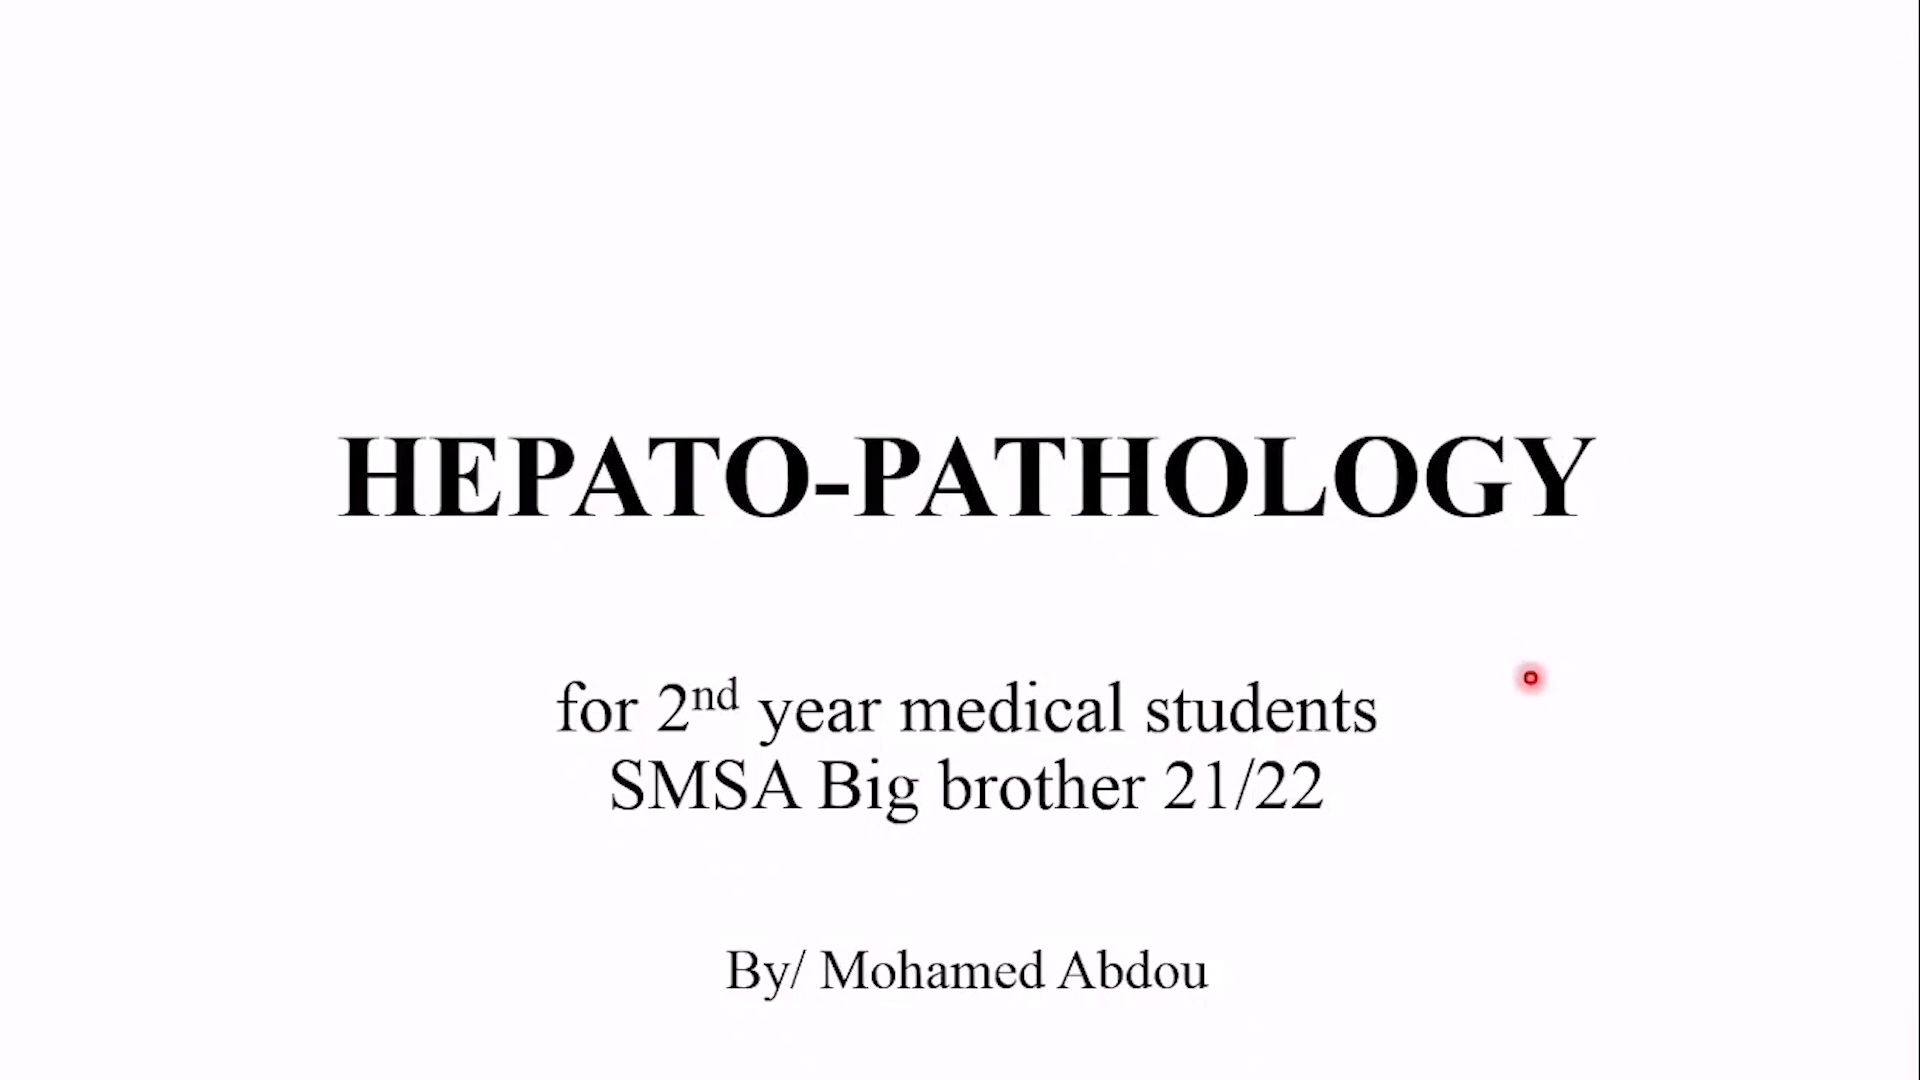 HEPATO-PATHOLOGY
for 2nd year medical students
SMSA Big brother 21/22
By/ Mohamed Abdou